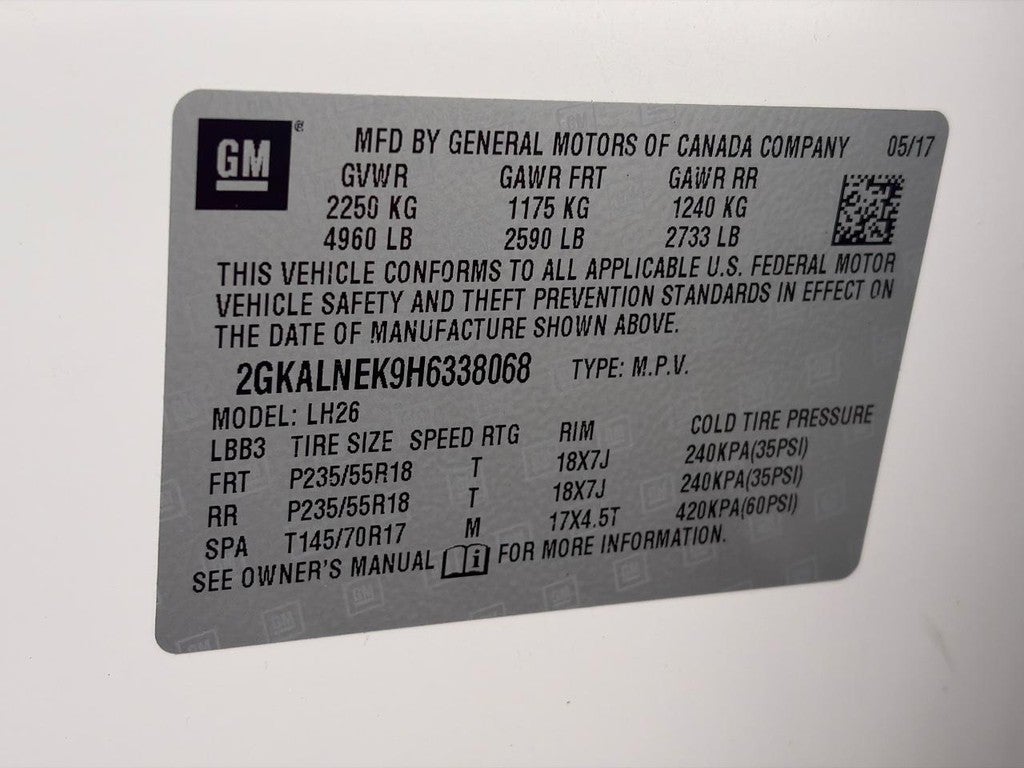 GM ®
MFD BY GENERAL MOTORS OF CANADA COMPANY 05/17
GVWR GAWR FRT GAWR RR
2250 KG 1175 KG 1240 KG
4960 LB 2590 LB 2733 LB
THIS VEHICLE CONFORMS TO ALL APPLICABLE U.S. FEDERAL MOTOR
VEHICLE SAFETY AND THEFT PREVENTION STANDARDS IN EFFECT ON
THE DATE OF MANUFACTURE SHOWN ABOVE.
2GKALNEK9H6338068 TYPE: M.P.V.
MODEL: LH26
LBB3 TIRE SIZE SPEED RTG RIM COLD TIRE PRESSURE
FRT P235/55R18 T 18X7J 240KPA(35PSI)
RR P235/55R18 T 18X7J 240KPA(35PSI)
SPA T145/70R17 M 17X4.5T 420KPA(60PSI)
SEE OWNER'S MANUAL i FOR MORE INFORMATION.